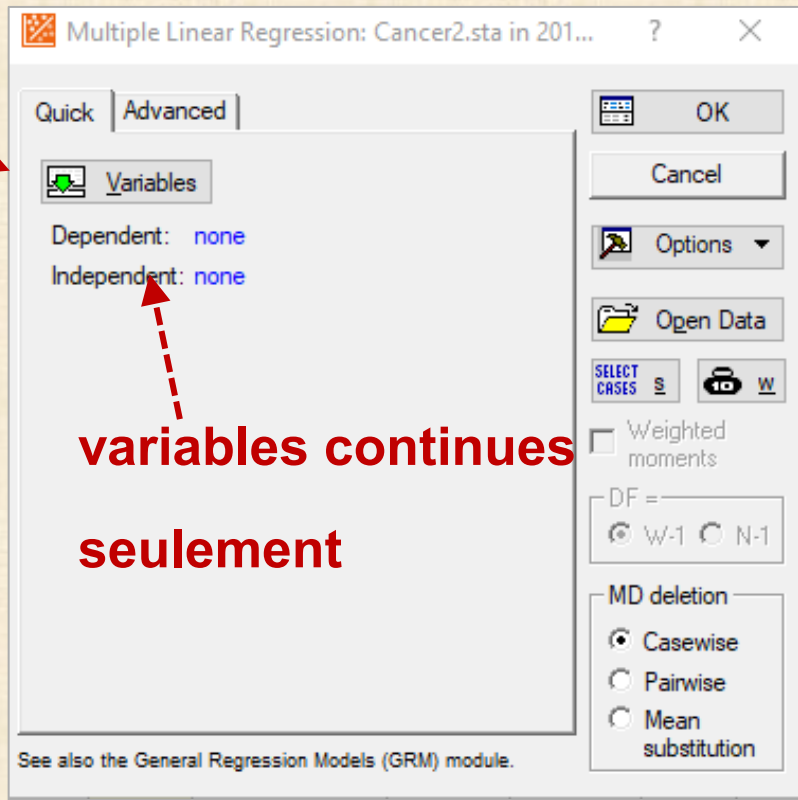 Multiple Linear Regression: Cancer2.sta in 201... ?
Quick Advanced
Variables
Dependent: none
Independent: none
variables continues
seulement
See also the General Regression Models (GRM) module.
OK
Cancel
Options
Open Data
SELECT
CASES S W
Weighted
moments
DF =
W-1 N-1
MD deletion
Casewise
Pairwise
Mean
substitution